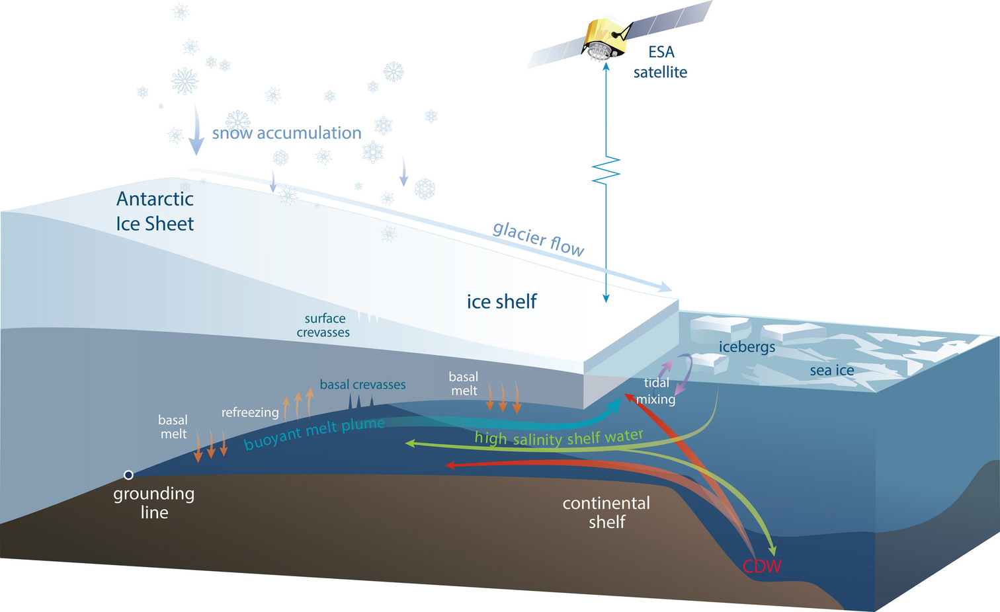 ESA
satellite
snow accumulation
Antarctic
Ice Sheet
glacier flow
ice shelf
surface
crevasses
icebergs
sea ice
basal
melt
basal crevasses
tidal
mixing
refreezing
basal
melt
buoyant melt plume
high salinity shelf water
grounding
line
continental
shelf
CDW